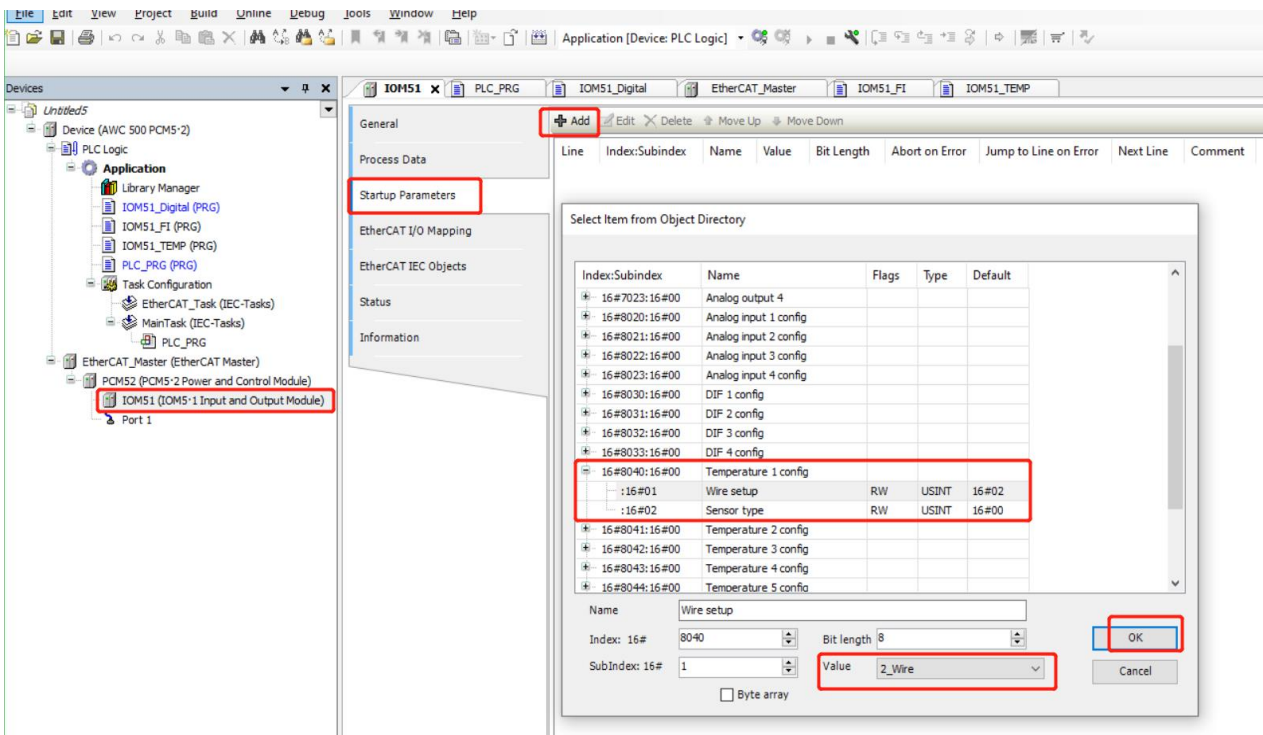 File Edit View Project Build Online Debug Tools Window Help
Application [Device: PLC Logic]
Devices
Untitled5
Device (AWC 500 PCM5·2)
PLC Logic
Application
Library Manager
IOM51_Digital (PRG)
IOM51_FI (PRG)
IOM51_TEMP (PRG)
PLC_PRG (PRG)
Task Configuration
EtherCAT_Task (IEC-Tasks)
MainTask (IEC-Tasks)
PLC_PRG
EtherCAT_Master (EtherCAT Master)
PCM52 (PCM5·2 Power and Control Module)
IOM51 (IOM5·1 Input and Output Module)
Port 1
IOM51 PLC_PRG IOM51_Digital EtherCAT_Master IOM51_FI IOM51_TEMP
General
Process Data
Startup Parameters
EtherCAT I/O Mapping
EtherCAT IEC Objects
Status
Information
Add Edit Delete Move Up Move Down
Line Index:Subindex Name Value Bit Length Abort on Error Jump to Line on Error Next Line Comment
Select Item from Object Directory
Index:Subindex Name Flags Type Default
16#7023:16#00 Analog output 4
16#8020:16#00 Analog input 1 config
16#8021:16#00 Analog input 2 config
16#8022:16#00 Analog input 3 config
16#8023:16#00 Analog input 4 config
16#8030:16#00 DIF 1 config
16#8031:16#00 DIF 2 config
16#8032:16#00 DIF 3 config
16#8033:16#00 DIF 4 config
16#8040:16#00 Temperature 1 config
:16#01 Wire setup RW USINT 16#02
:16#02 Sensor type RW USINT 16#00
16#8041:16#00 Temperature 2 config
16#8042:16#00 Temperature 3 config
16#8043:16#00 Temperature 4 config
16#8044:16#00 Temperature 5 config
Name Wire setup
Index: 16# 8040 Bit length 8 OK
SubIndex: 16# 1 Value 2_Wire Cancel
Byte array